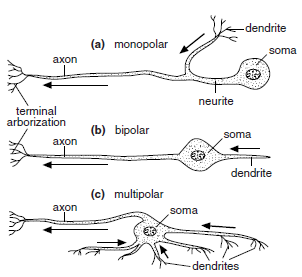 dendrite
(a) monopolar
soma
axon
neurite
terminal
arborization
(b) bipolar
axon
soma
dendrite
(c) multipolar
axon
soma
dendrites